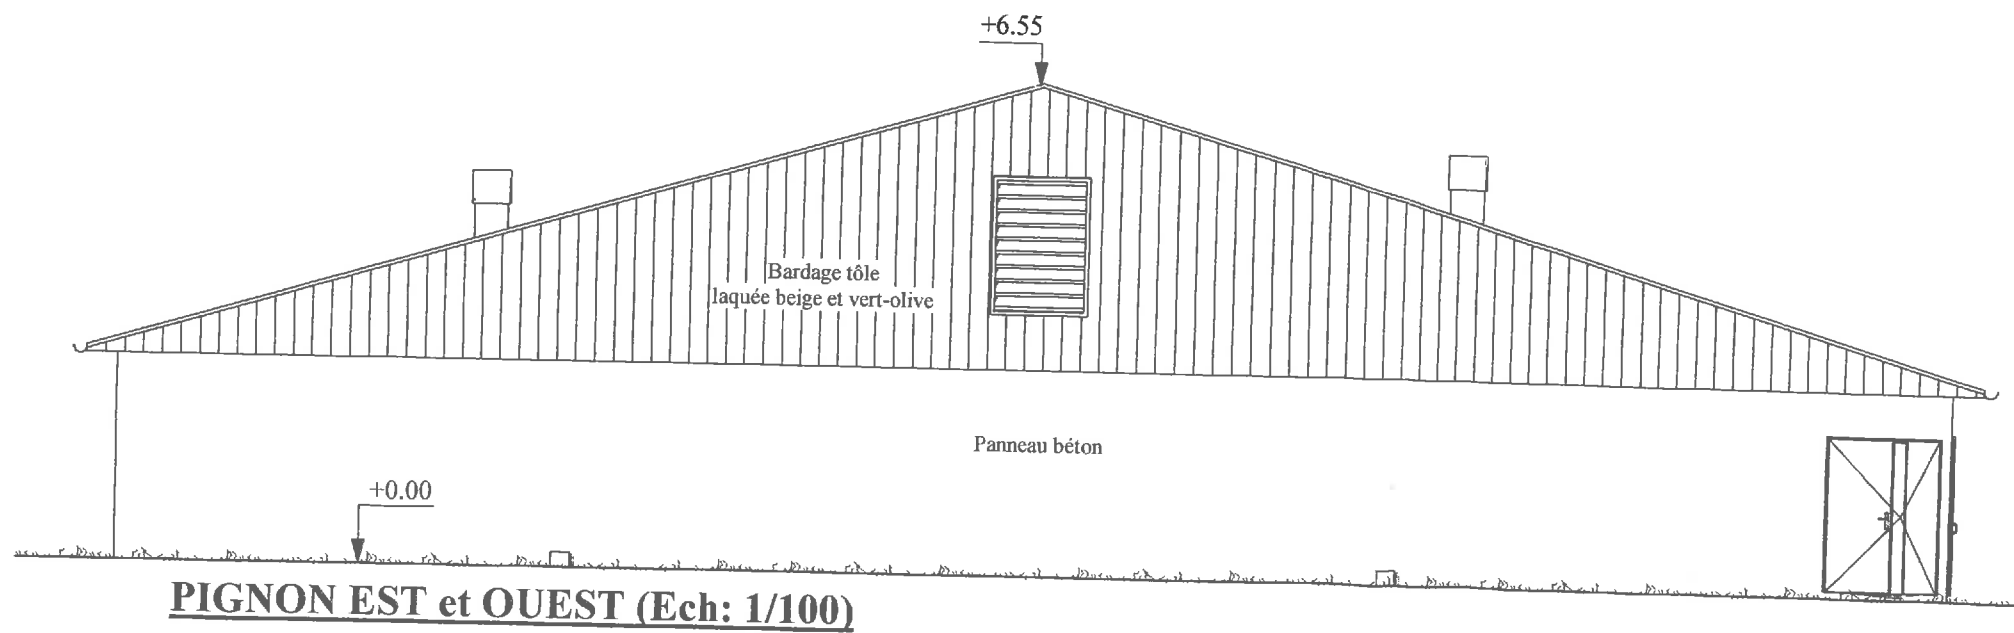 +6.55
Bardage tôle
laquée beige et vert-olive
Panneau béton
+0.00
PIGNON EST et OUEST (Ech: 1/100)